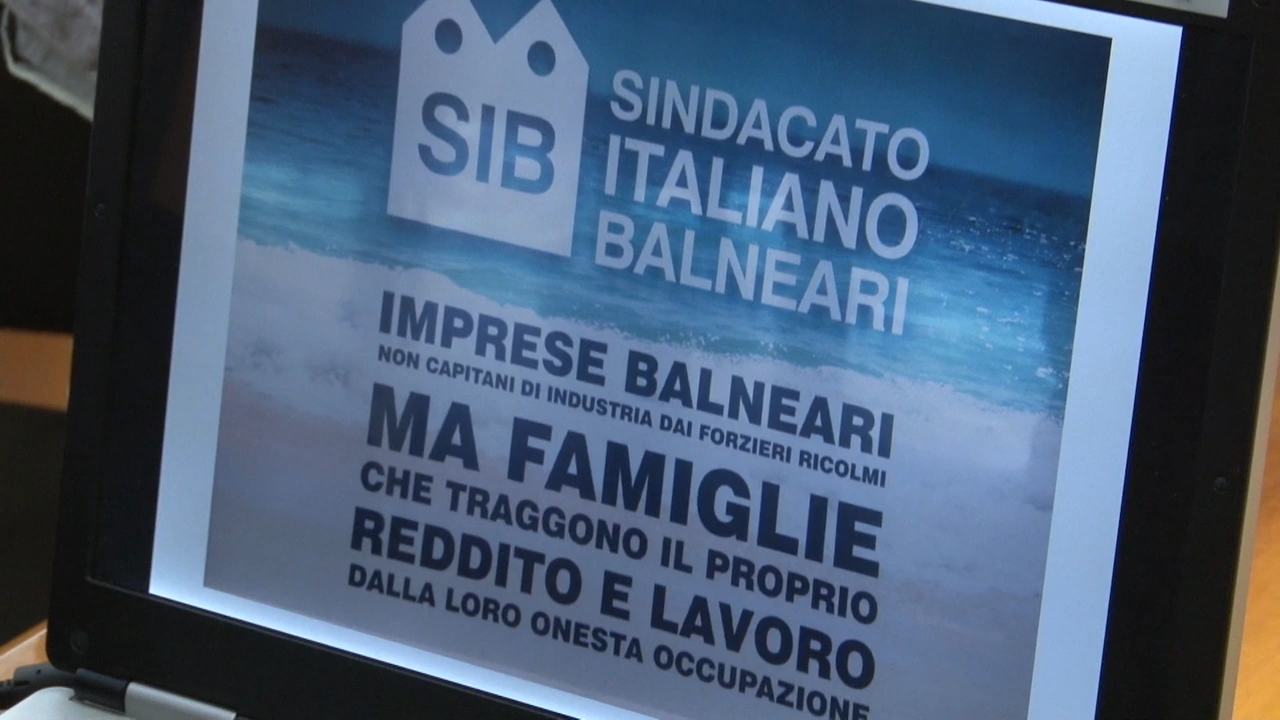 SIB
SINDACATO
ITALIANO
BALNEARI
IMPRESE BALNEARI
NON CAPITANI DI INDUSTRIA DAI FORZIERI RICOLMI
MA FAMIGLIE
CHE TRAGGONO IL PROPRIO
REDDITO E LAVORO
DALLA LORO ONESTA OCCUPAZIONE